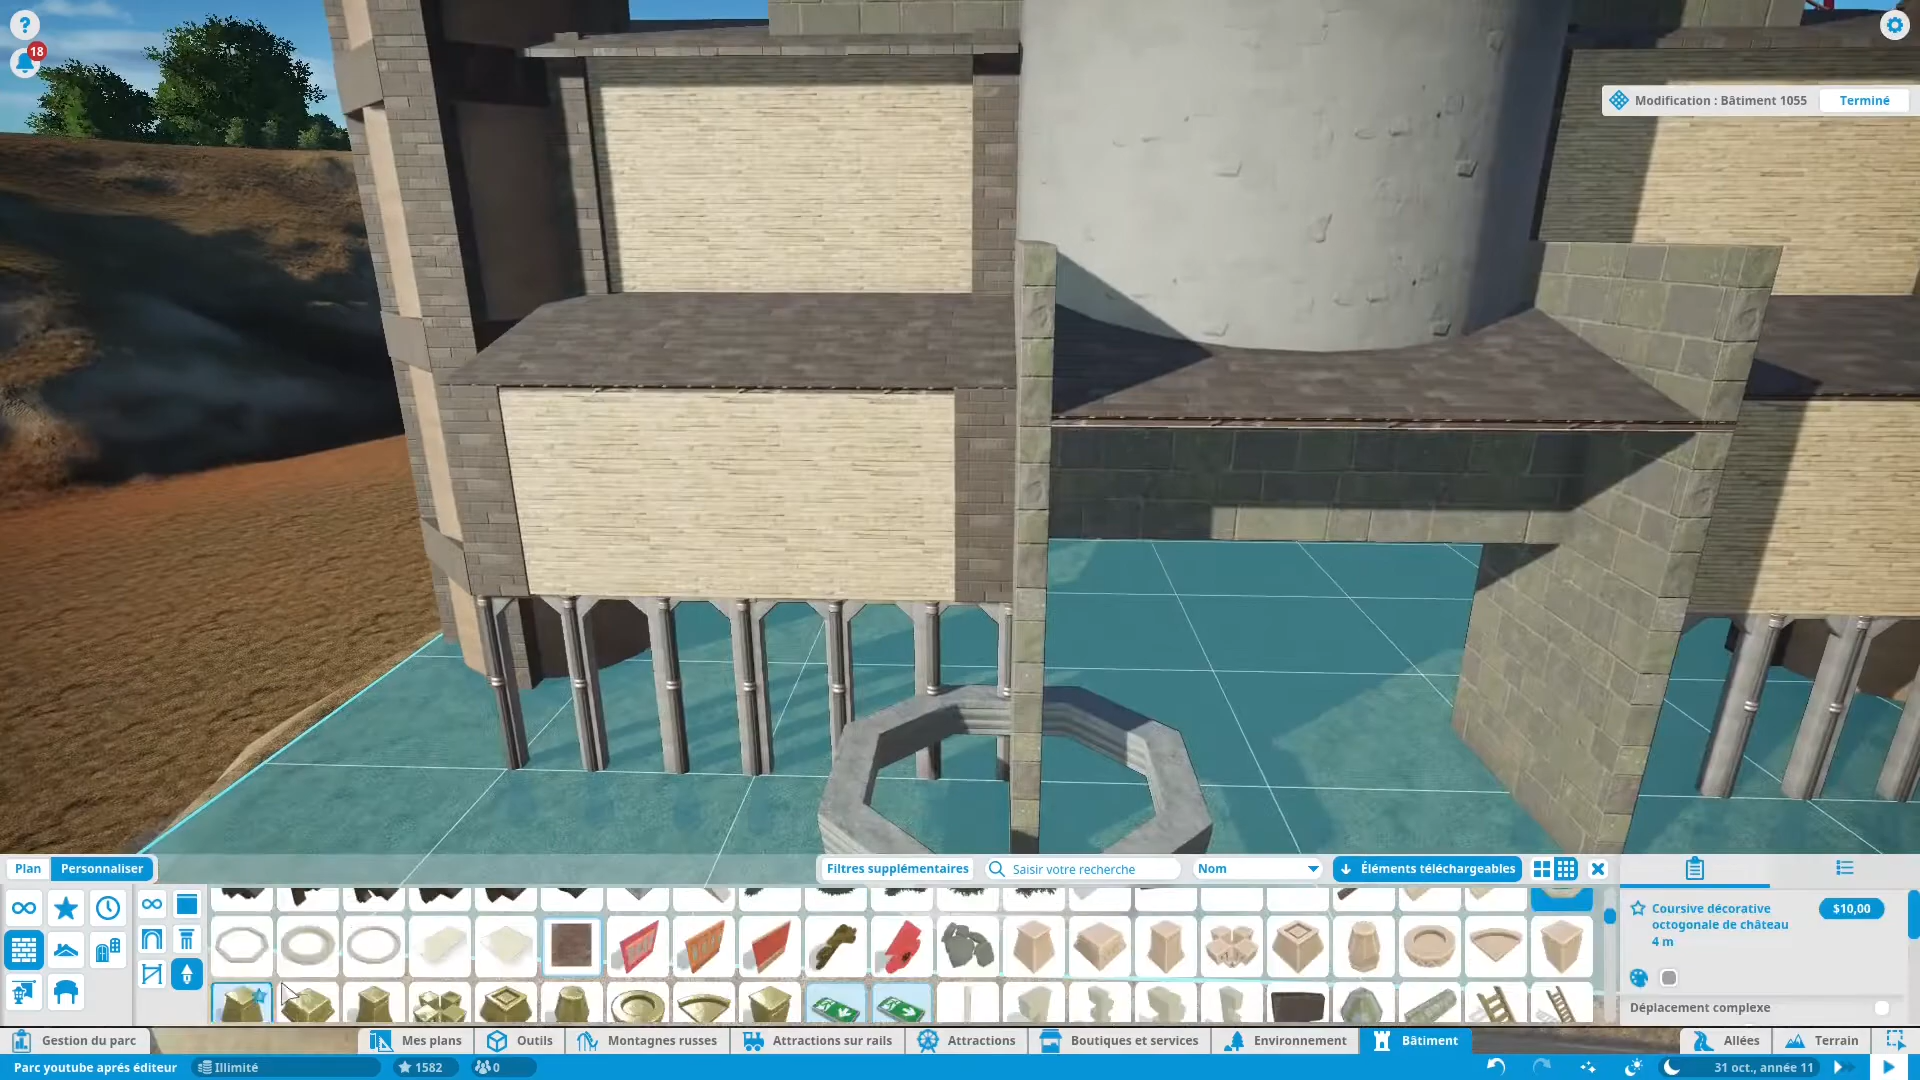 ?
18
Modification : Bâtiment 1055
Terminé
Plan
Personnaliser
Filtres supplémentaires
Saisir votre recherche
Nom
Éléments téléchargeables
Coursive décorative
octogonale de château
4 m
$10,00
Déplacement complexe
Gestion du parc
Mes plans
Outils
Montagnes russes
Attractions sur rails
Attractions
Boutiques et services
Environnement
Bâtiment
Allées
Terrain
Parc youtube aprés éditeur
Illimité
1582
0
31 oct., année 11